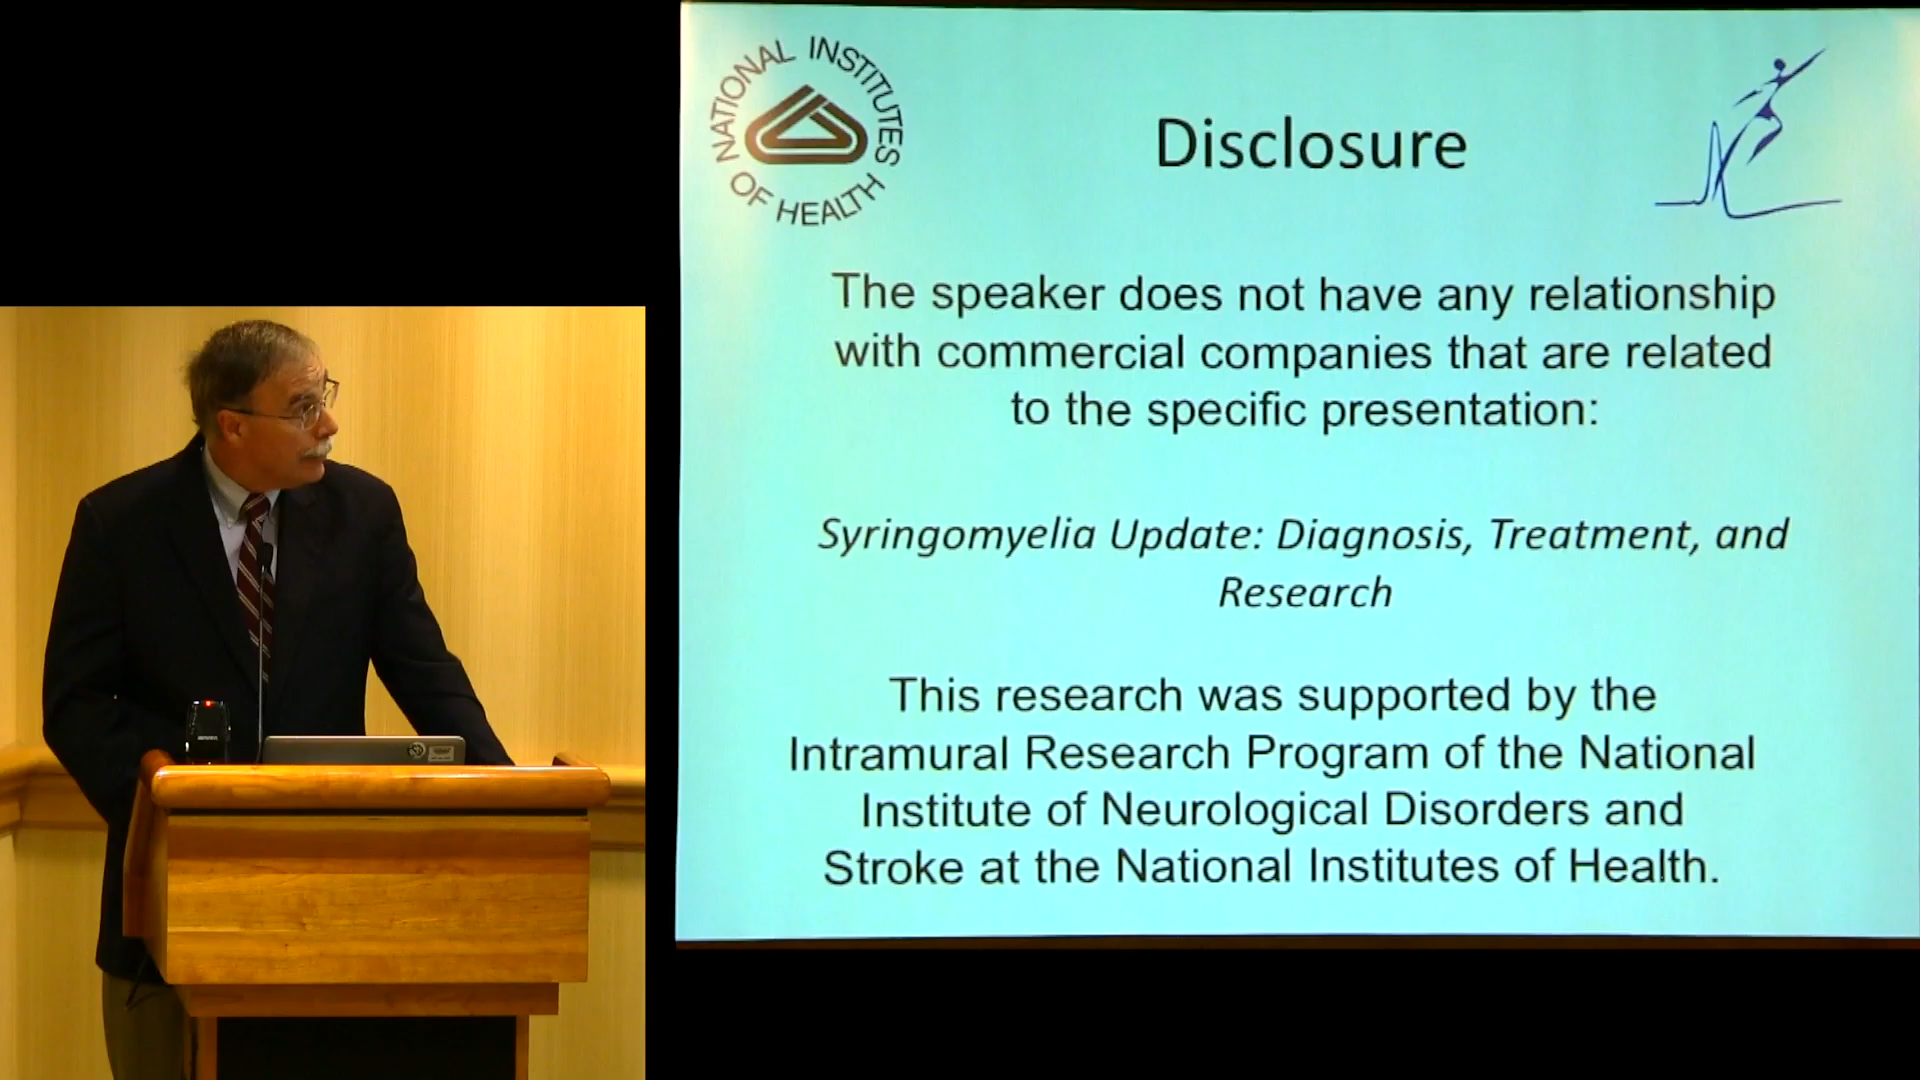 NATIONAL INSTITUTES
OF HEALTH
Disclosure
The speaker does not have any relationship
with commercial companies that are related
to the specific presentation:
Syringomyelia Update: Diagnosis, Treatment, and
Research
This research was supported by the
Intramural Research Program of the National
Institute of Neurological Disorders and
Stroke at the National Institutes of Health.